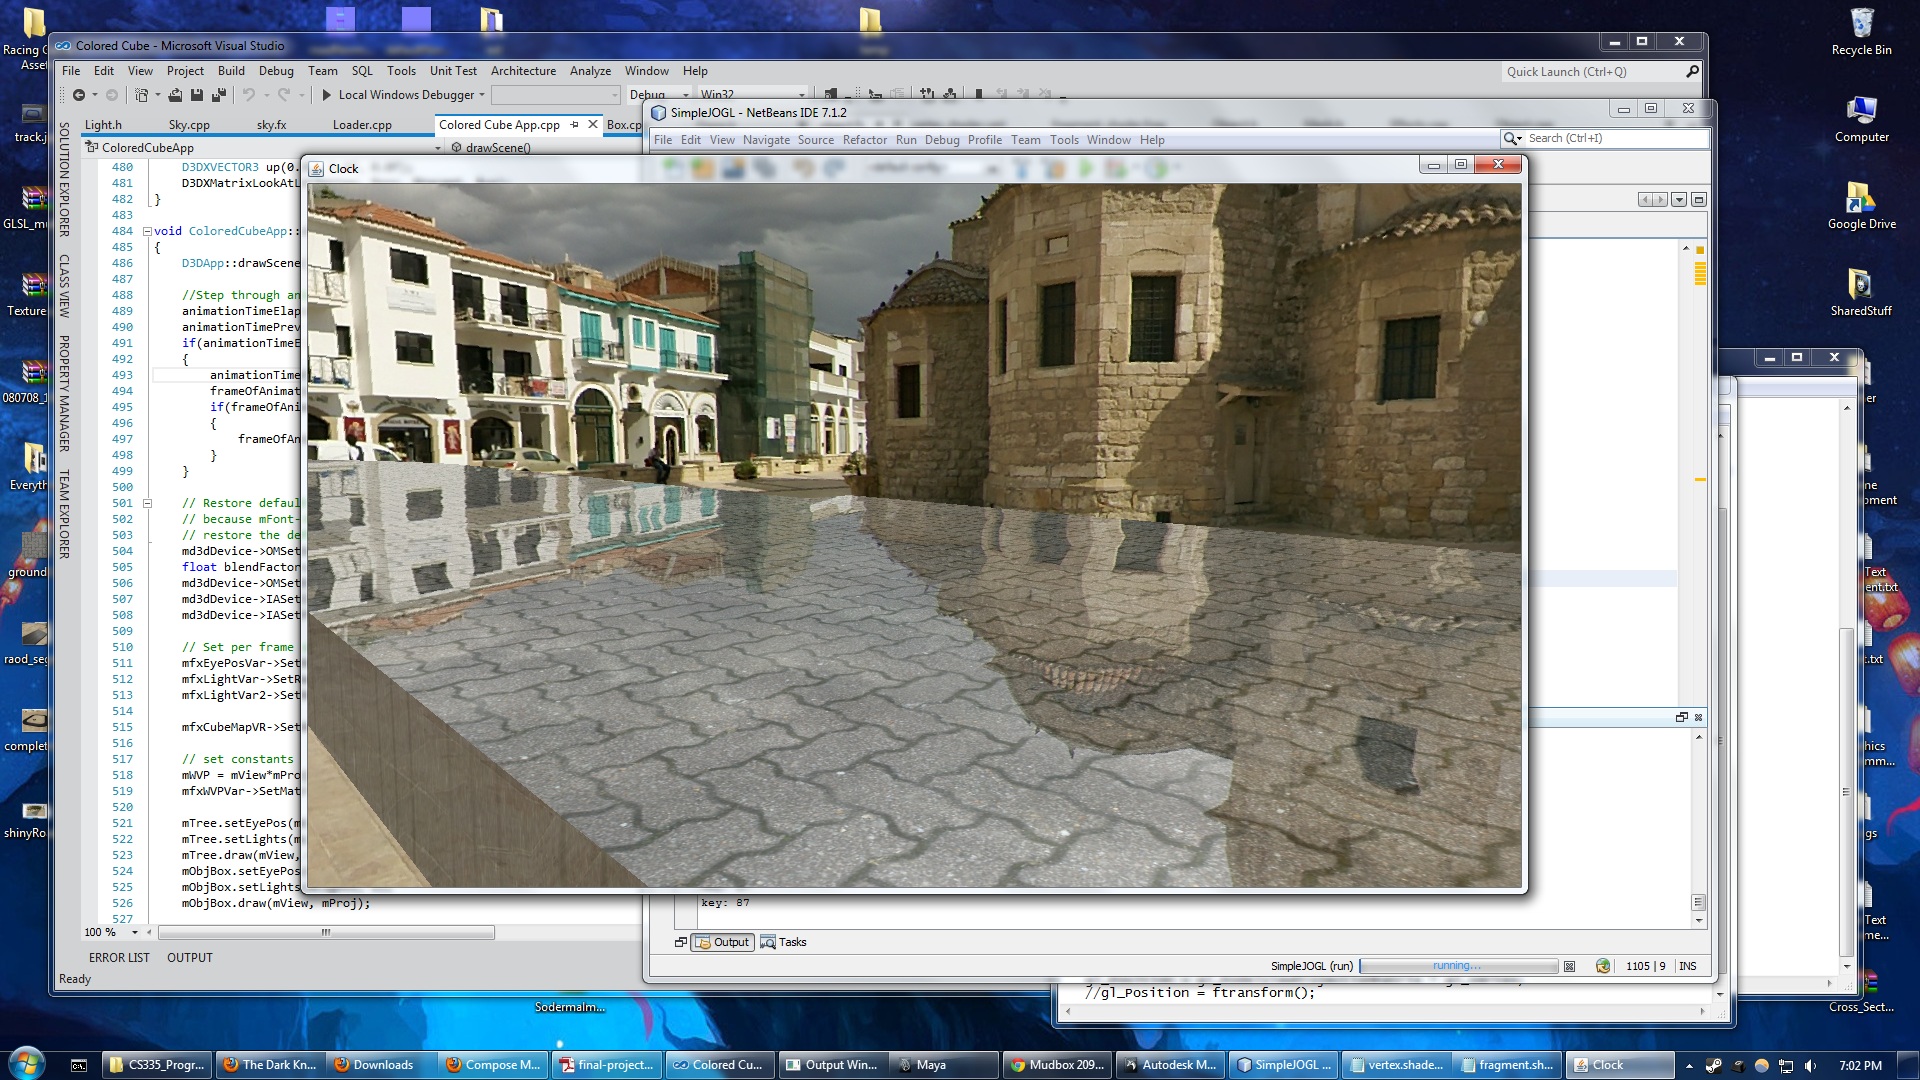 Racing
Asset
track.j
GLSL_mu
Texture
080708_1
Everyth
ground
raod_seg
complet
shinyRo
Recycle Bin
Computer
Google Drive
SharedStuff
Colored Cube - Microsoft Visual Studio
File Edit View Project Build Debug Team SQL Tools Unit Test Architecture Analyze Window Help
Quick Launch (Ctrl+Q)
Local Windows Debugger
Debug
Win32
Light.h Sky.cpp sky.fx Loader.cpp Colored Cube App.cpp Box.cp
ColoredCubeApp
drawScene()
SOLUTION EXPLORER
CLASS VIEW
PROPERTY MANAGER
TEAM EXPLORER
480 D3DXVECTOR3 up(0.
481 D3DXMatrixLookAtL
482 }
483
484 void ColoredCubeApp::
485 {
486 D3DApp::drawScene
487
488 //Step through an
489 animationTimeElap
490 animationTimePrev
491 if(animationTimeE
492 {
493 animationTime
494 frameOfAnimat
495 if(frameOfAni
496 {
497 frameOfAn
498 }
499 }
500
501 // Restore defaul
502 // because mFont-
503 // restore the de
504 md3dDevice->OMSet
505 float blendFactor
506 md3dDevice->OMSet
507 md3dDevice->IASet
508 md3dDevice->IASet
509
510 // Set per frame
511 mfxEyePosVar->Set
512 mfxLightVar->SetR
513 mfxLightVar2->Set
514
515 mfxCubeMapVR->Set
516
517 // set constants
518 mWVP = mView*mPro
519 mfxWVPVar->SetMat
520
521 mTree.setEyePos(m
522 mTree.setLights(m
523 mTree.draw(mView,
524 mObjBox.setEyePos
525 mObjBox.setLights
526 mObjBox.draw(mView, mProj);
527
100 %
ERROR LIST OUTPUT
Ready
SimpleJOGL - NetBeans IDE 7.1.2
File Edit View Navigate Source Refactor Run Debug Profile Team Tools Window Help
Search (Ctrl+I)
Clock
key: 87
Output Tasks
SimpleJOGL (run) running... 1105 | 9 INS
//gl_Position = ftransform();
Sodermalm...
er
ne
pment
Text
ent.txt
t.txt
hics
mm...
gs
Text
me...
Cross_Sect...
CS335_Progr...
The Dark Kn...
Downloads
Compose M...
final-project...
Colored Cu...
Output Win...
Maya
Mudbox 209...
Autodesk M...
SimpleJOGL ...
vertex.shade...
fragment.sh...
Clock
7:02 PM